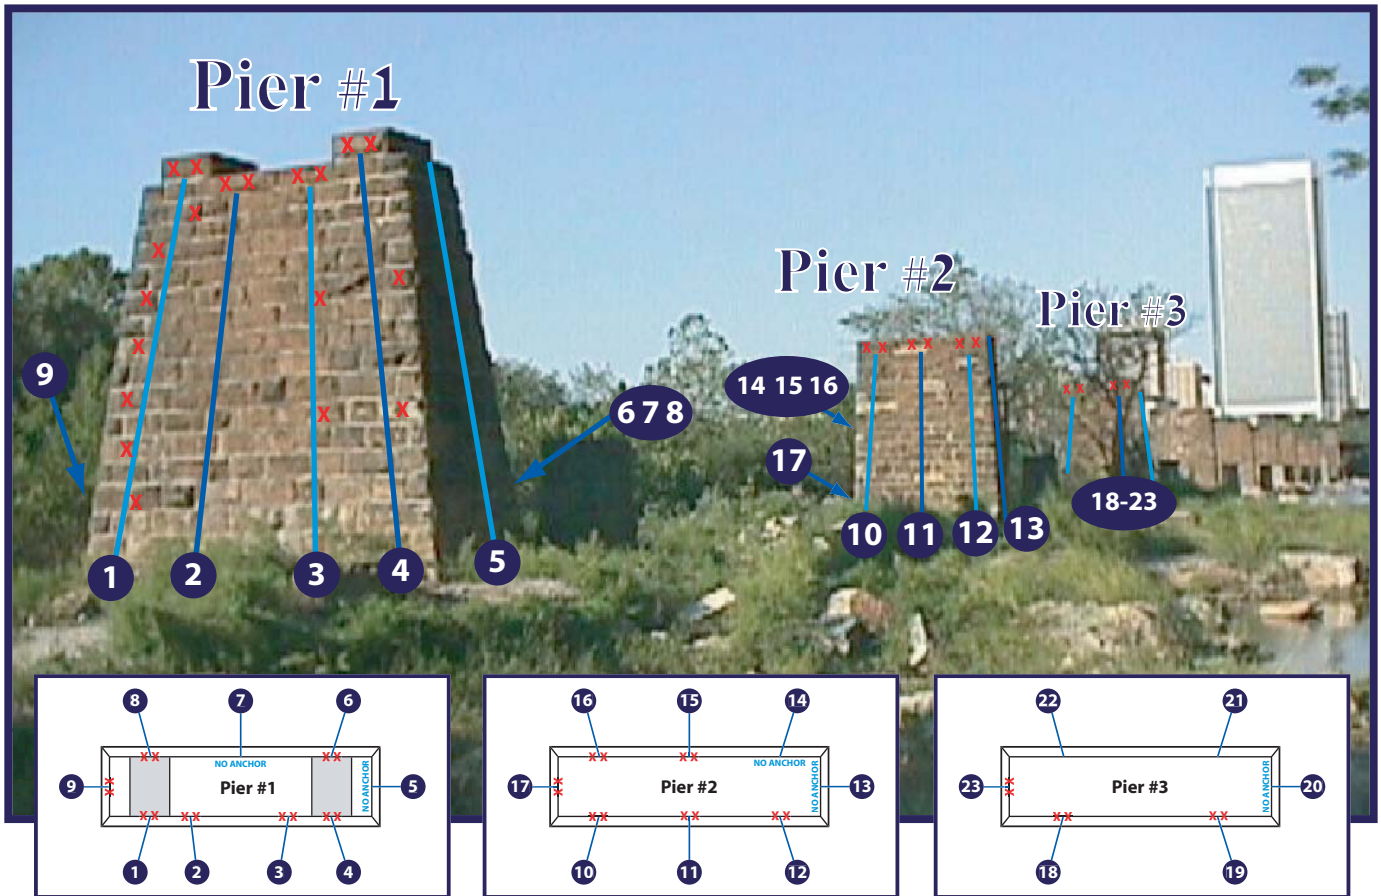 Pier #1
Pier #2
Pier #3
X X
X X
X X
X X
X
X
X
X
X
X
X
X
X
X
X
X X
X X
X X
X X
X X
9
6 7 8
14 15 16
17
18-23
1
2
3
4
5
10
11
12
13
8
7
6
X X
NO ANCHOR
X X
9
X X
Pier #1
NO ANCHOR
5
X X
X X
X X
X X
1
2
3
4
16
15
14
X X
X X
NO ANCHOR
17
X X
Pier #2
NO ANCHOR
13
X X
X X
X X
10
11
12
22
21
23
X X
Pier #3
NO ANCHOR
20
X X
X X
18
19